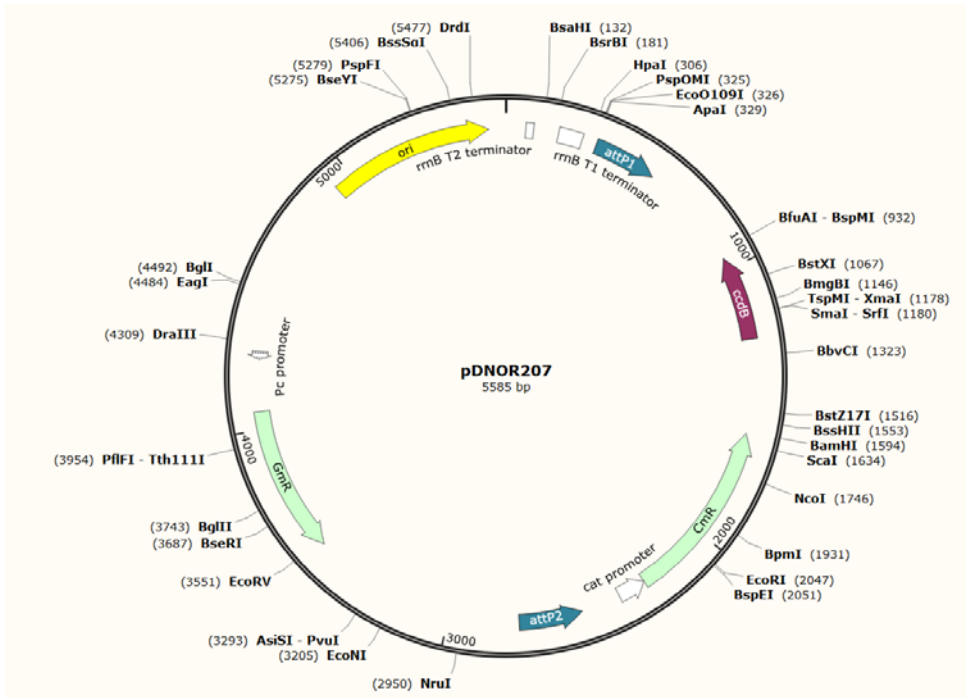 (5477) DrdI
(5406) BssSαI
(5279) PspFI
(5275) BseYI
BsaHI (132)
BsrBI (181)
HpaI (306)
PspOMI (325)
EcoO109I (326)
ApaI (329)
ori
rrnB T2 terminator
rrnB T1 terminator
attP1
5000
BfuAI - BspMI (932)
1000
BstXI (1067)
BmgBI (1146)
TspMI - XmaI (1178)
SmaI - SrfI (1180)
ccdB
BbvCI (1323)
(4492) BglI
(4484) EagI
(4309) DraIII
Pc promoter
pDNOR207
5585 bp
BstZ17I (1516)
BssHII (1553)
BamHI (1594)
ScaI (1634)
NcoI (1746)
4000
(3954) PflFI - Tth111I
GmR
CmR
2000
(3743) BglII
(3687) BseRI
(3551) EcoRV
BpmI (1931)
EcoRI (2047)
BspEI (2051)
cat promoter
attP2
(3293) AsiSI - PvuI
(3205) EcoNI
3000
(2950) NruI